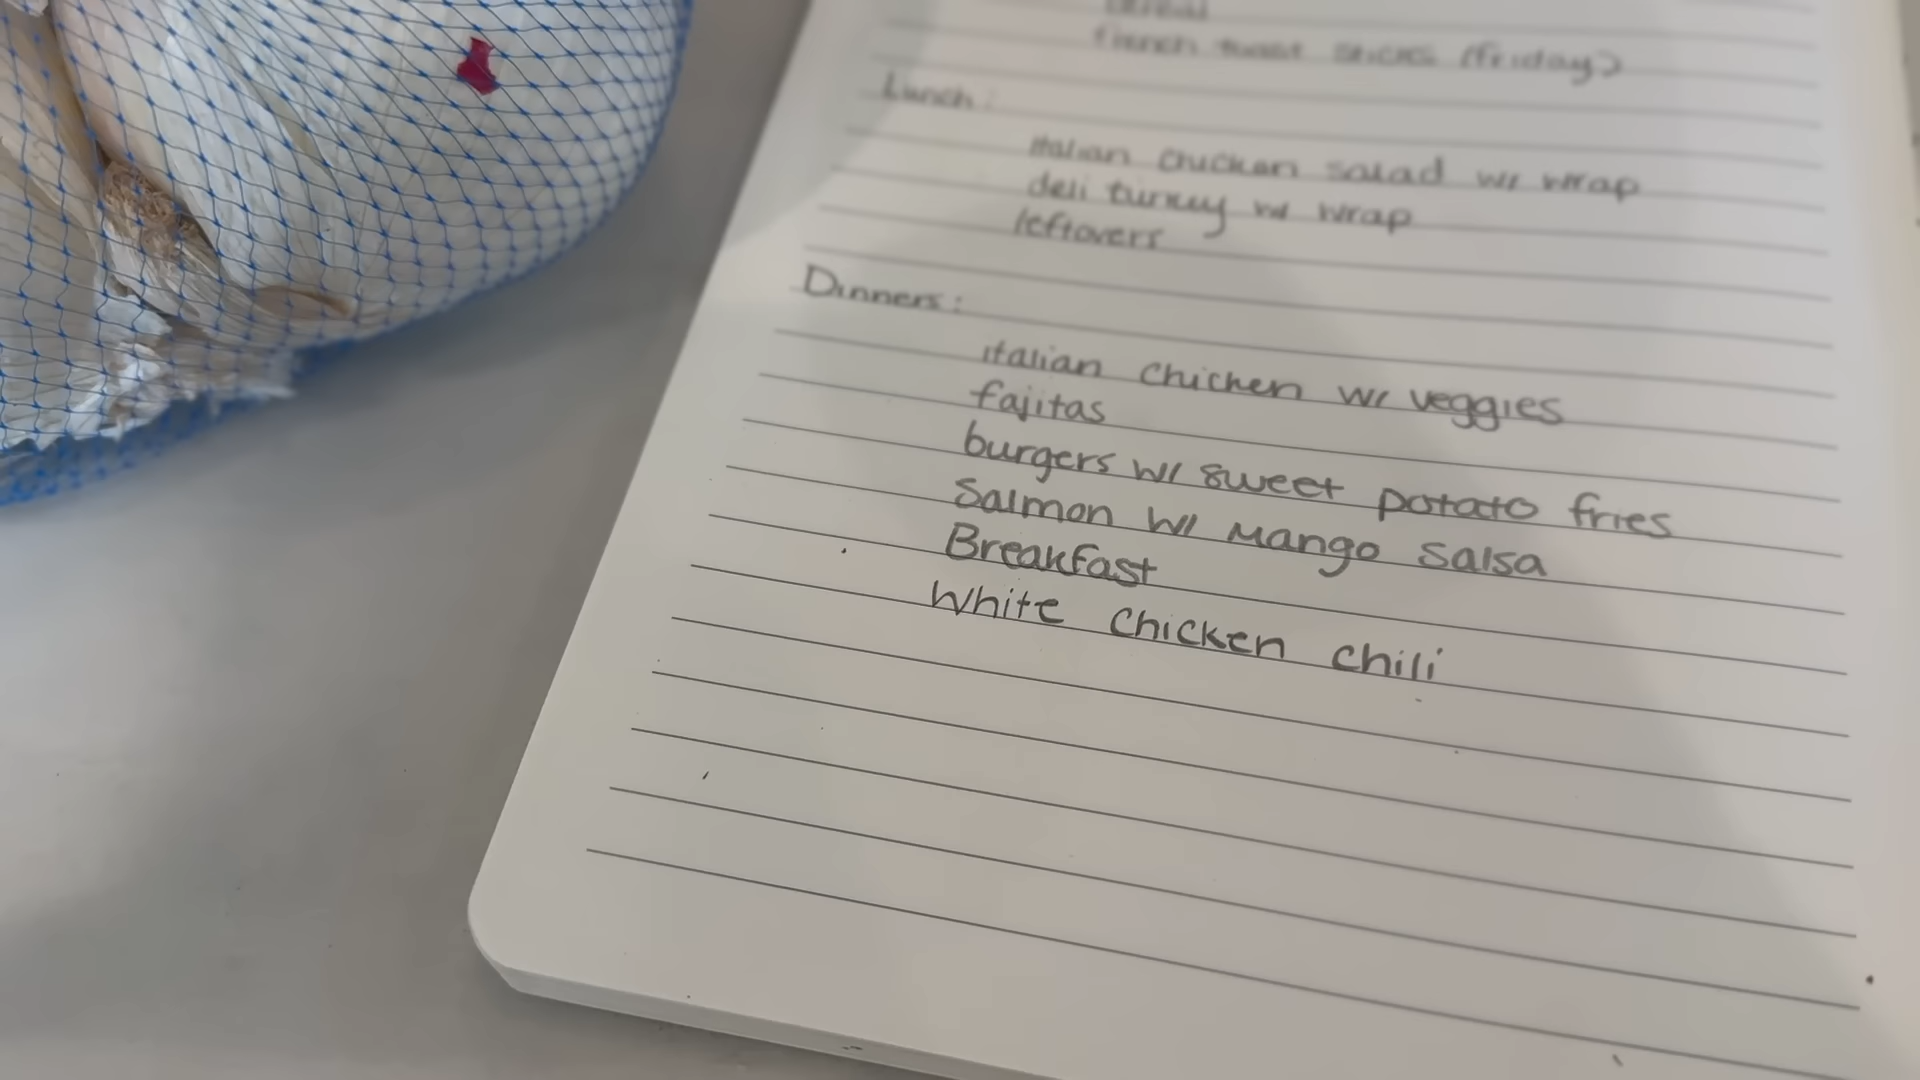 cereal
french toast sticks (friday)
Lunch:
italian chicken salad w/ wrap
deli turkey w/ wrap
leftovers
Dinners:
italian chicken w/ veggies
fajitas
burgers w/ sweet potato fries
Salmon w/ Mango Salsa
Breakfast
White Chicken chili